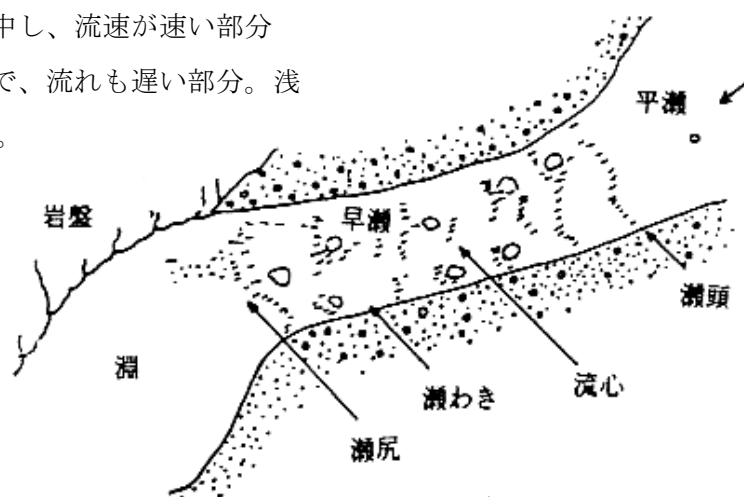 中し、流速が速い部分
で、流れも遅い部分。浅
。
平瀬
岩盤
早瀬
瀬頭
淵
瀬わき
流心
瀬尻